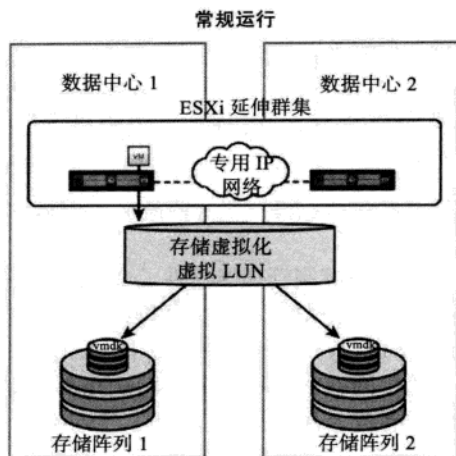 常规运行
数据中心 1
数据中心 2
ESXi 延伸群集
VM
专用 IP
网络
存储虚拟化
虚拟 LUN
vmdk
vmdk
存储阵列 1
存储阵列 2